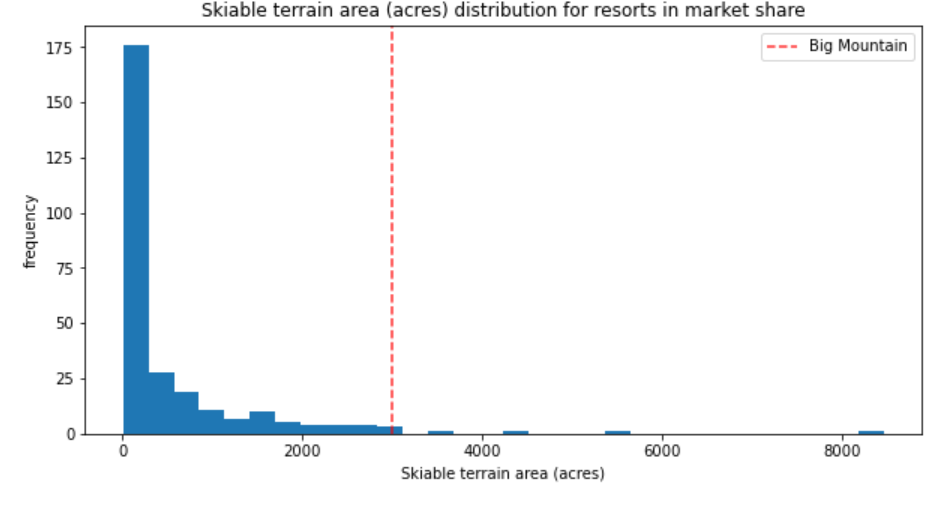 Skiable terrain area (acres) distribution for resorts in market share
Big Mountain
175
150
125
100
75
50
25
0
frequency
0 2000 4000 6000 8000
Skiable terrain area (acres)